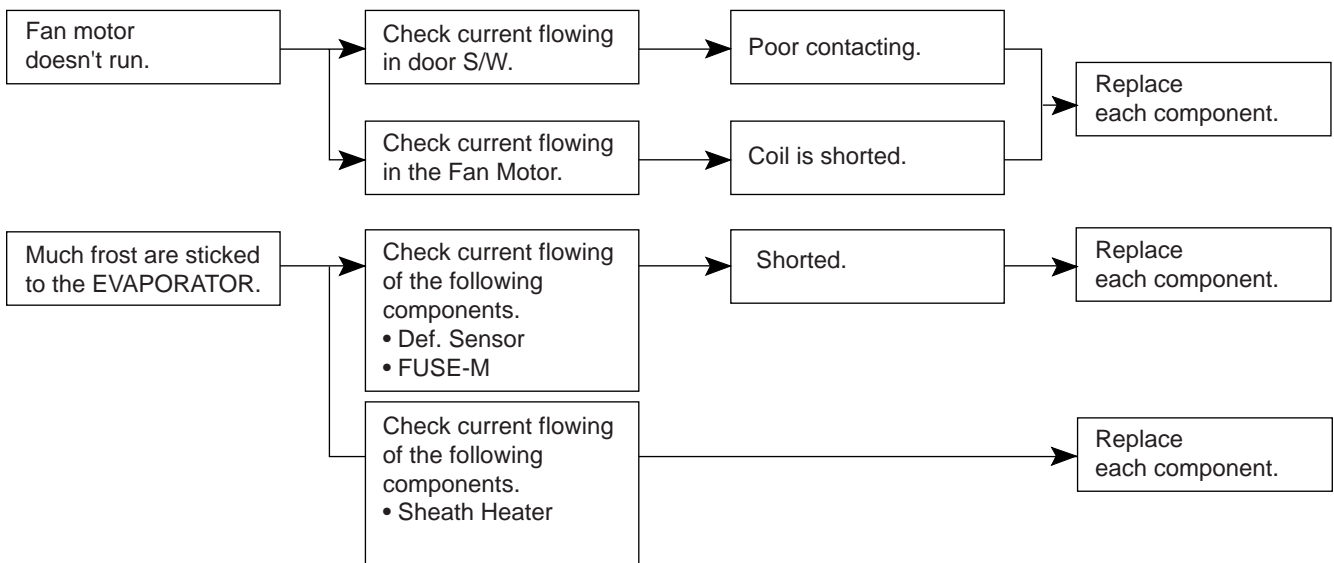 Fan motor
doesn't run.
Check current flowing
in door S/W.
Poor contacting.
Replace
each component.
Check current flowing
in the Fan Motor.
Coil is shorted.
Much frost are sticked
to the EVAPORATOR.
Check current flowing
of the following
components.
• Def. Sensor
• FUSE-M
Shorted.
Replace
each component.
Check current flowing
of the following
components.
• Sheath Heater
Replace
each component.